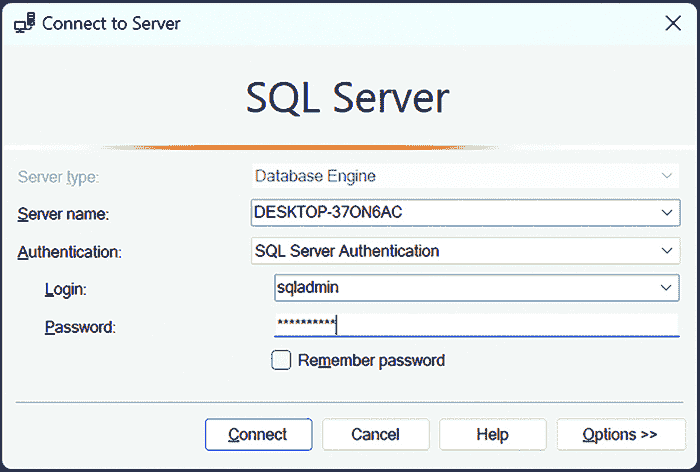 Connect to Server
SQL Server
Server type: Database Engine
Server name: DESKTOP-37ON6AC
Authentication: SQL Server Authentication
Login: sqladmin
Password: **********
Remember password
Connect Cancel Help Options >>